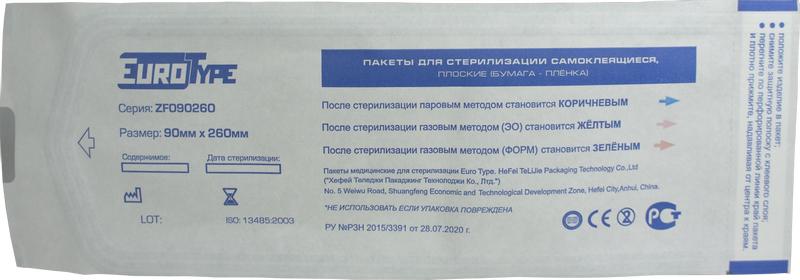 EUROTYPE
Серия: ZF090260
Размер: 90мм x 260мм
Содержимое:
Дата стерилизации:
LOT:
ISO: 13485:2003
ПАКЕТЫ ДЛЯ СТЕРИЛИЗАЦИИ САМОКЛЕЯЩИЕСЯ,
ПЛОСКИЕ (БУМАГА - ПЛЁНКА)
После стерилизации паровым методом становится КОРИЧНЕВЫМ
После стерилизации газовым методом (ЭО) становится ЖЁЛТЫМ
После стерилизации газовым методом (ФОРМ) становится ЗЕЛЁНЫМ
Пакеты медицинские для стерилизации Euro Type. HeFei TeLiJie Packaging Technology Co.,Ltd
("Хефей Теледжи Пакаджинг Технолоджи Ко., Лтд.")
No. 5 Weiwu Road, Shuangfeng Economic and Technological Development Zone, Hefei City,Anhui, China.
*НЕ ИСПОЛЬЗОВАТЬ ЕСЛИ УПАКОВКА ПОВРЕЖДЕНА
РУ №РЗН 2015/3391 от 28.07.2020 г.
2
CE
РСТ
• положите изделие в пакет;
• снимите защитную полоску с клеевого слоя;
• перегните по перфорированной линии край пакета
и плотно прижмите, надавливая от центра к краям.